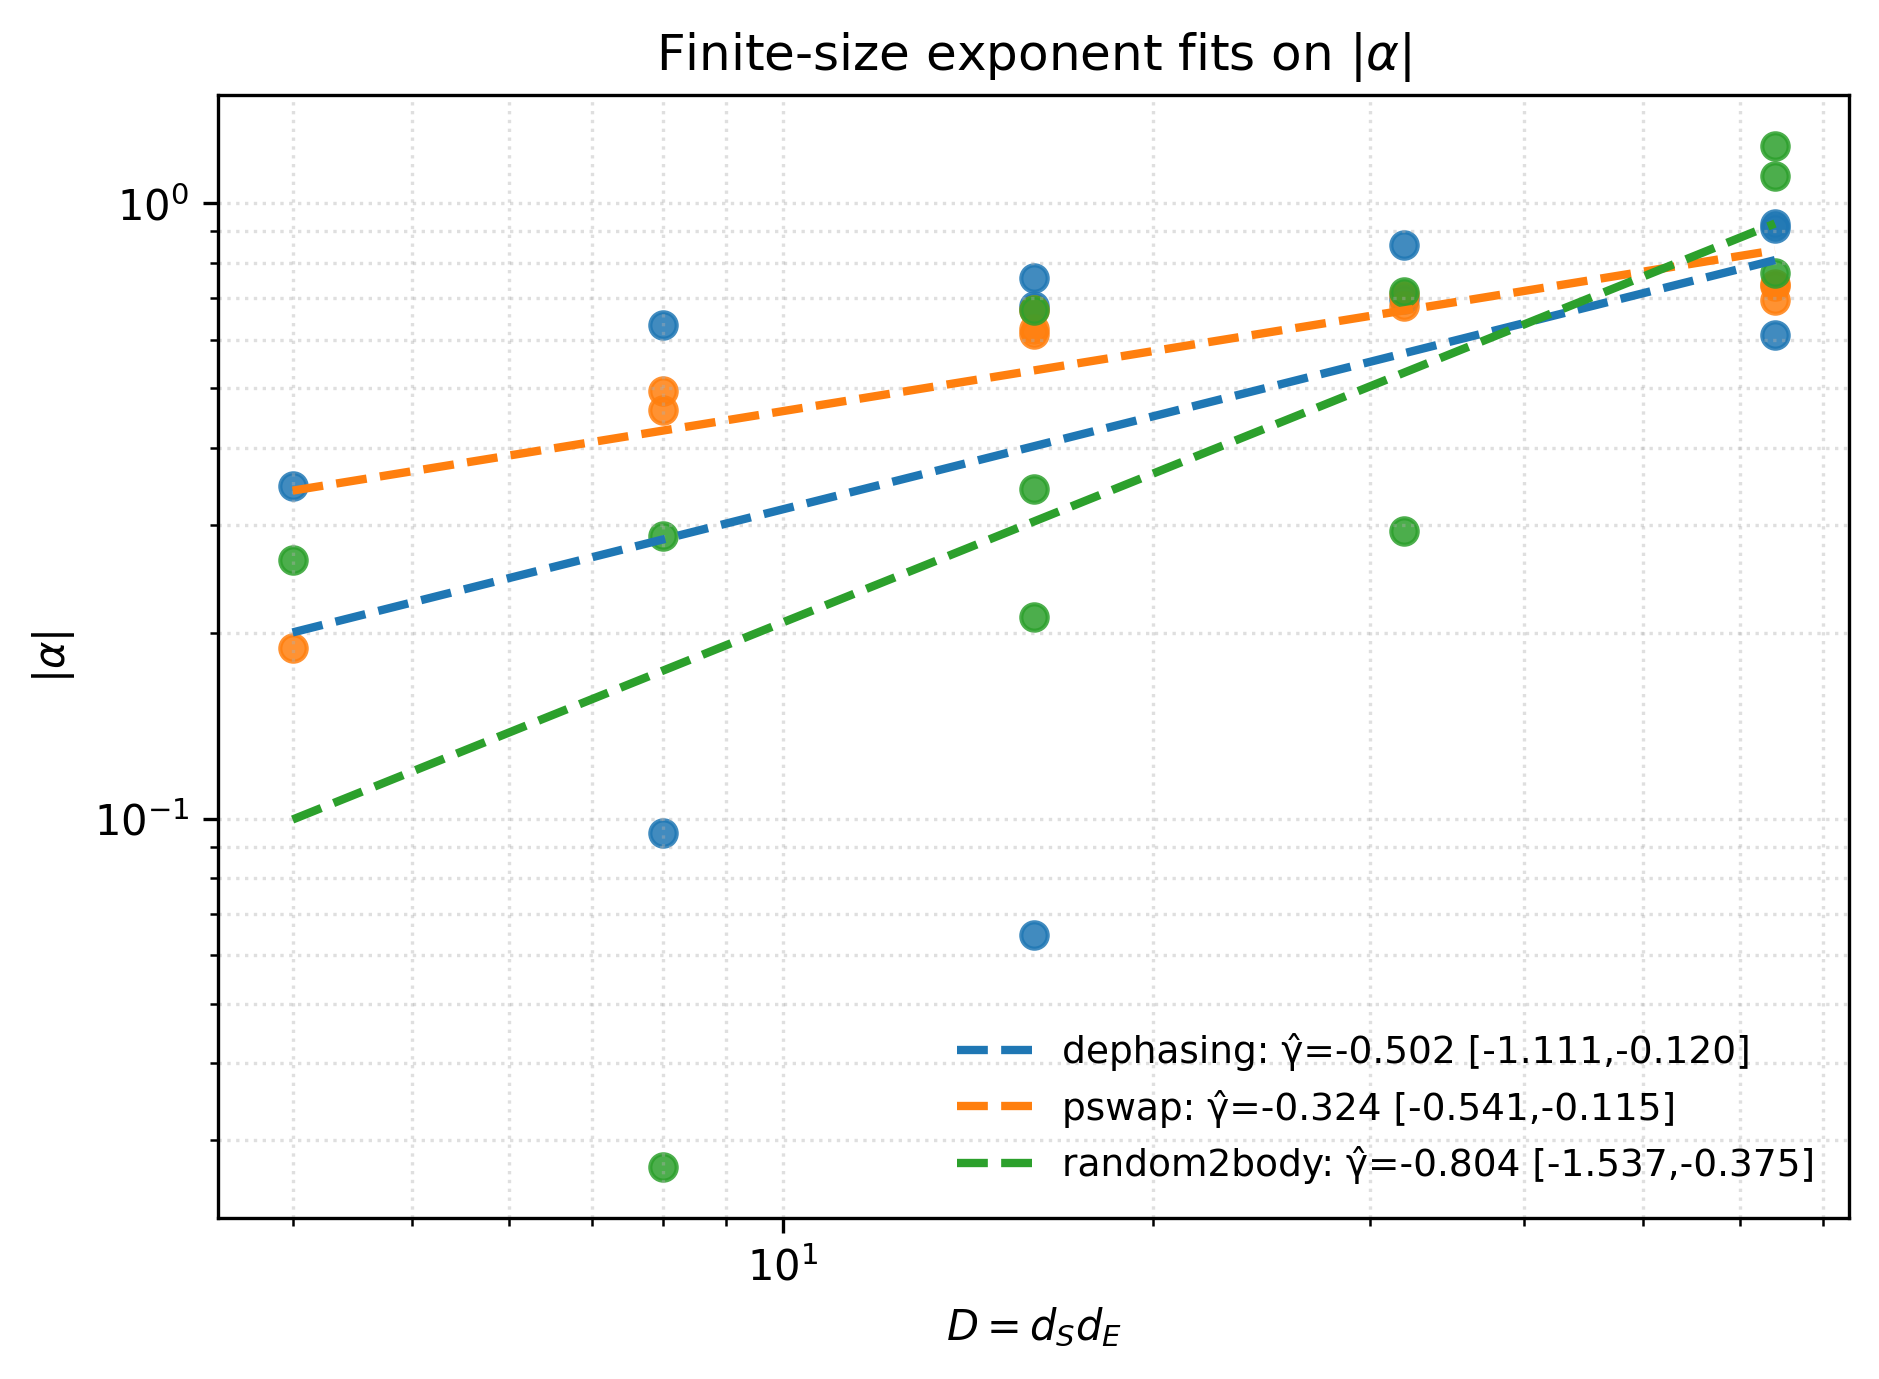 Finite-size exponent fits on |α|
10⁰
10⁻¹
|α|
dephasing: γ̂=-0.502 [-1.111,-0.120]
pswap: γ̂=-0.324 [-0.541,-0.115]
random2body: γ̂=-0.804 [-1.537,-0.375]
10¹
D = d_S d_E